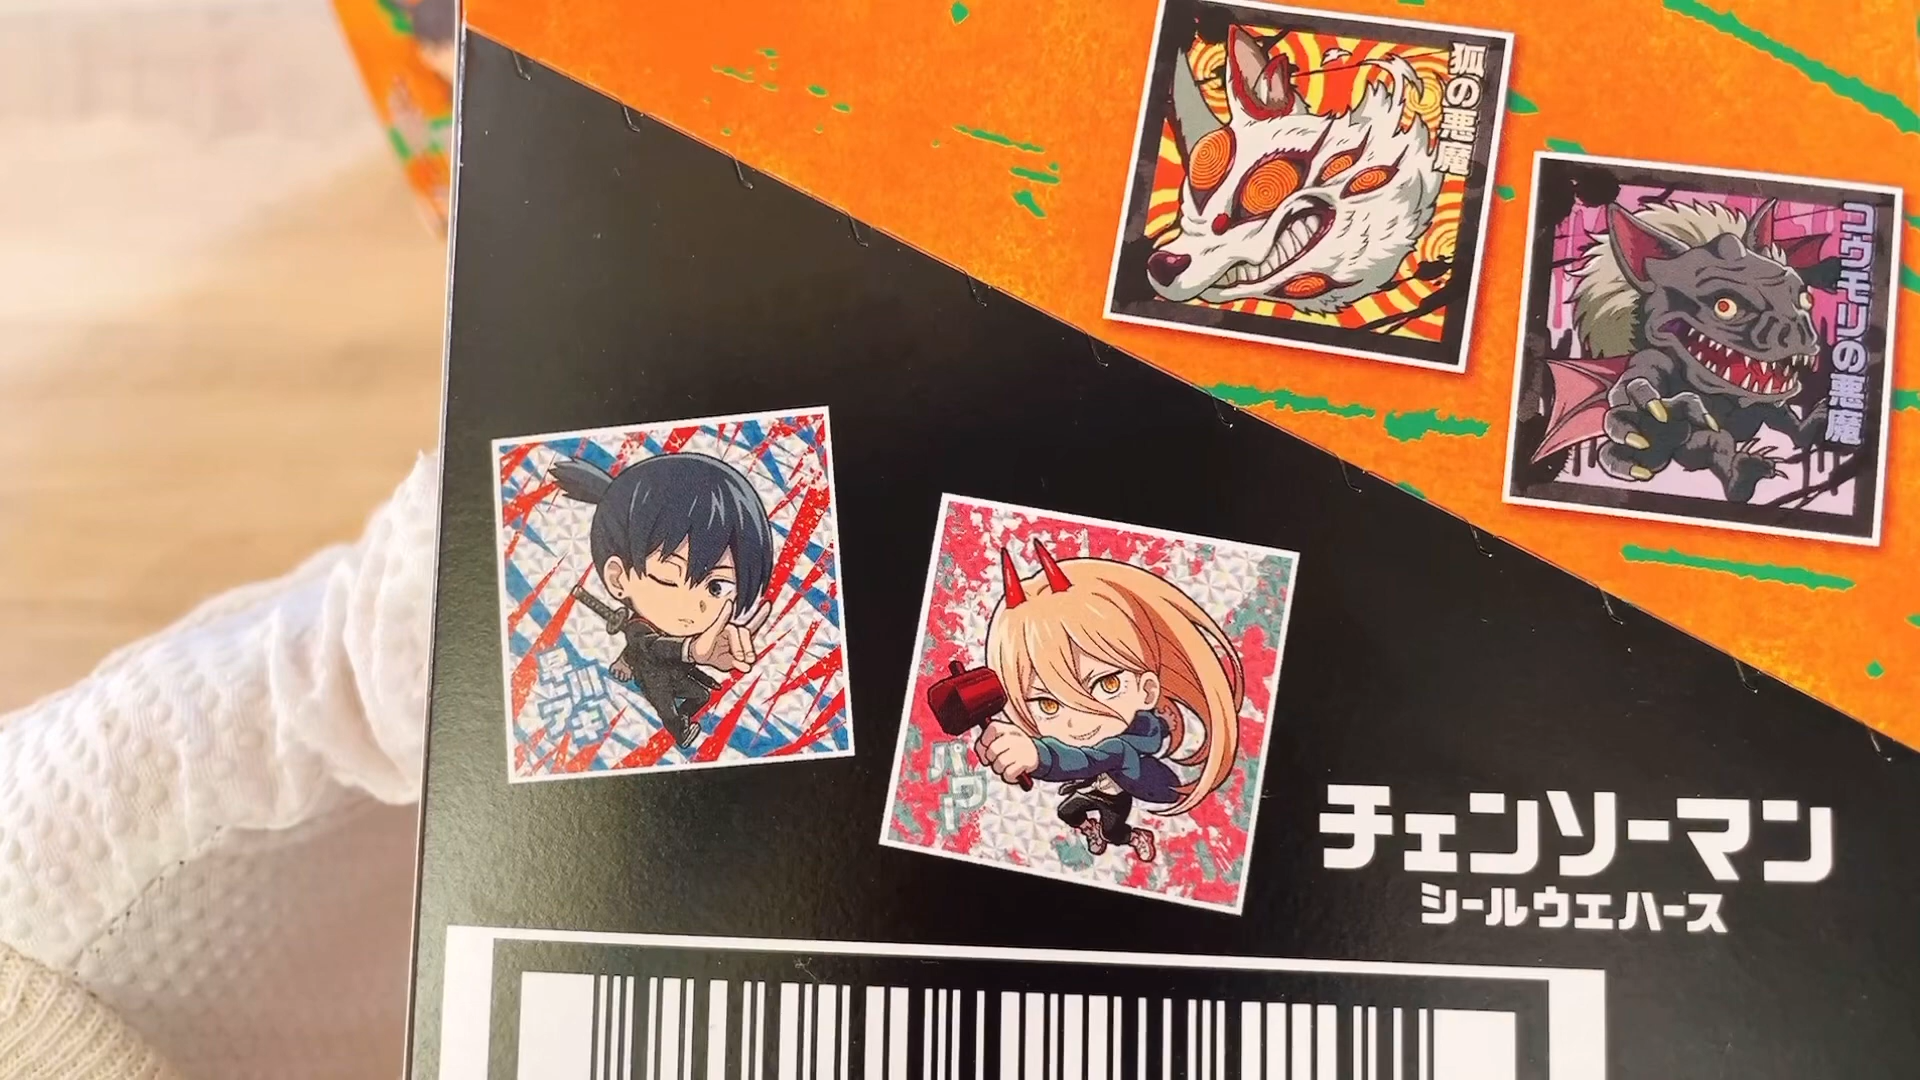 狐の悪魔
コウモリの悪魔
早川
アキ
パワー
チェンソーマン
シールウエハース